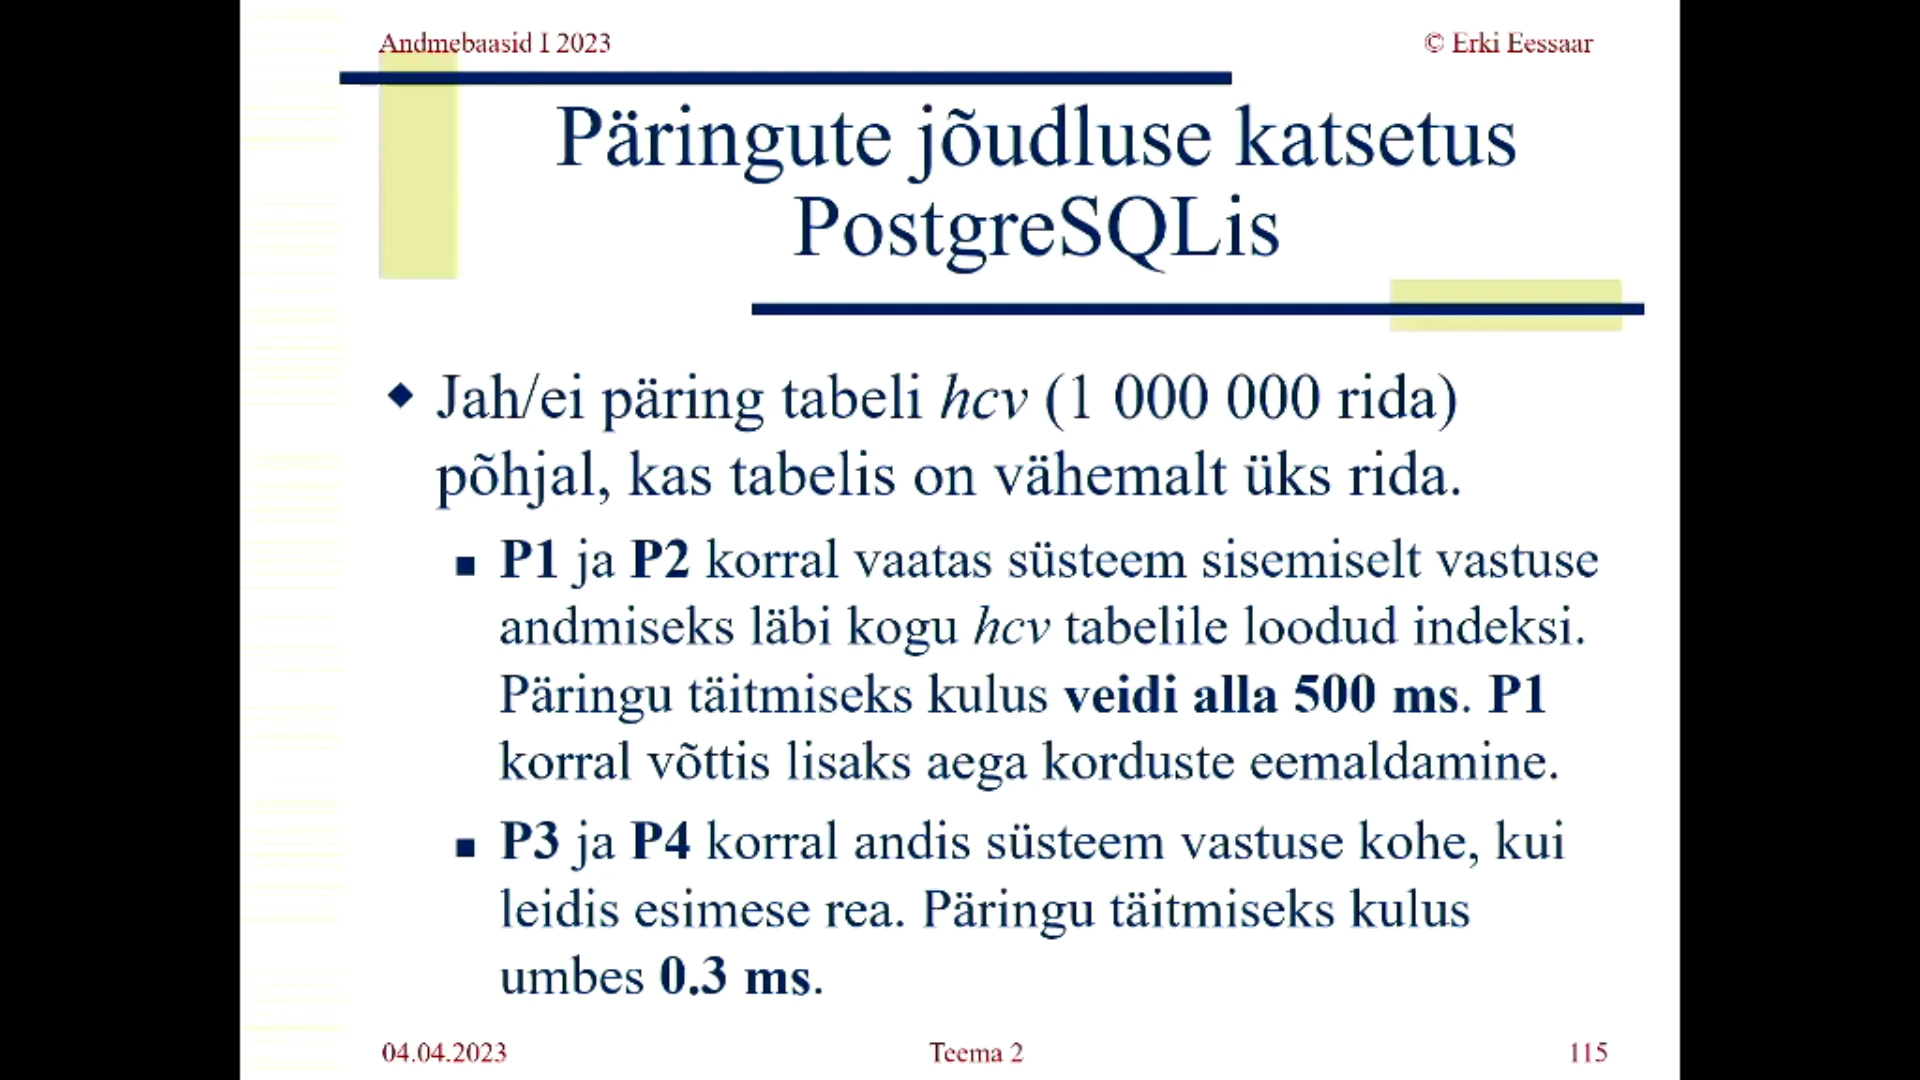 Andmebaasid I 2023
© Erki Eessaar
Päringute jõudluse katsetus
PostgreSQLis
Jah/ei päring tabeli hcv (1 000 000 rida)
põhjal, kas tabelis on vähemalt üks rida.
P1 ja P2 korral vaatas süsteem sisemiselt vastuse
andmiseks läbi kogu hcv tabelile loodud indeksi.
Päringu täitmiseks kulus veidi alla 500 ms. P1
korral võttis lisaks aega korduste eemaldamine.
P3 ja P4 korral andis süsteem vastuse kohe, kui
leidis esimese rea. Päringu täitmiseks kulus
umbes 0.3 ms.
04.04.2023
Teema 2
115